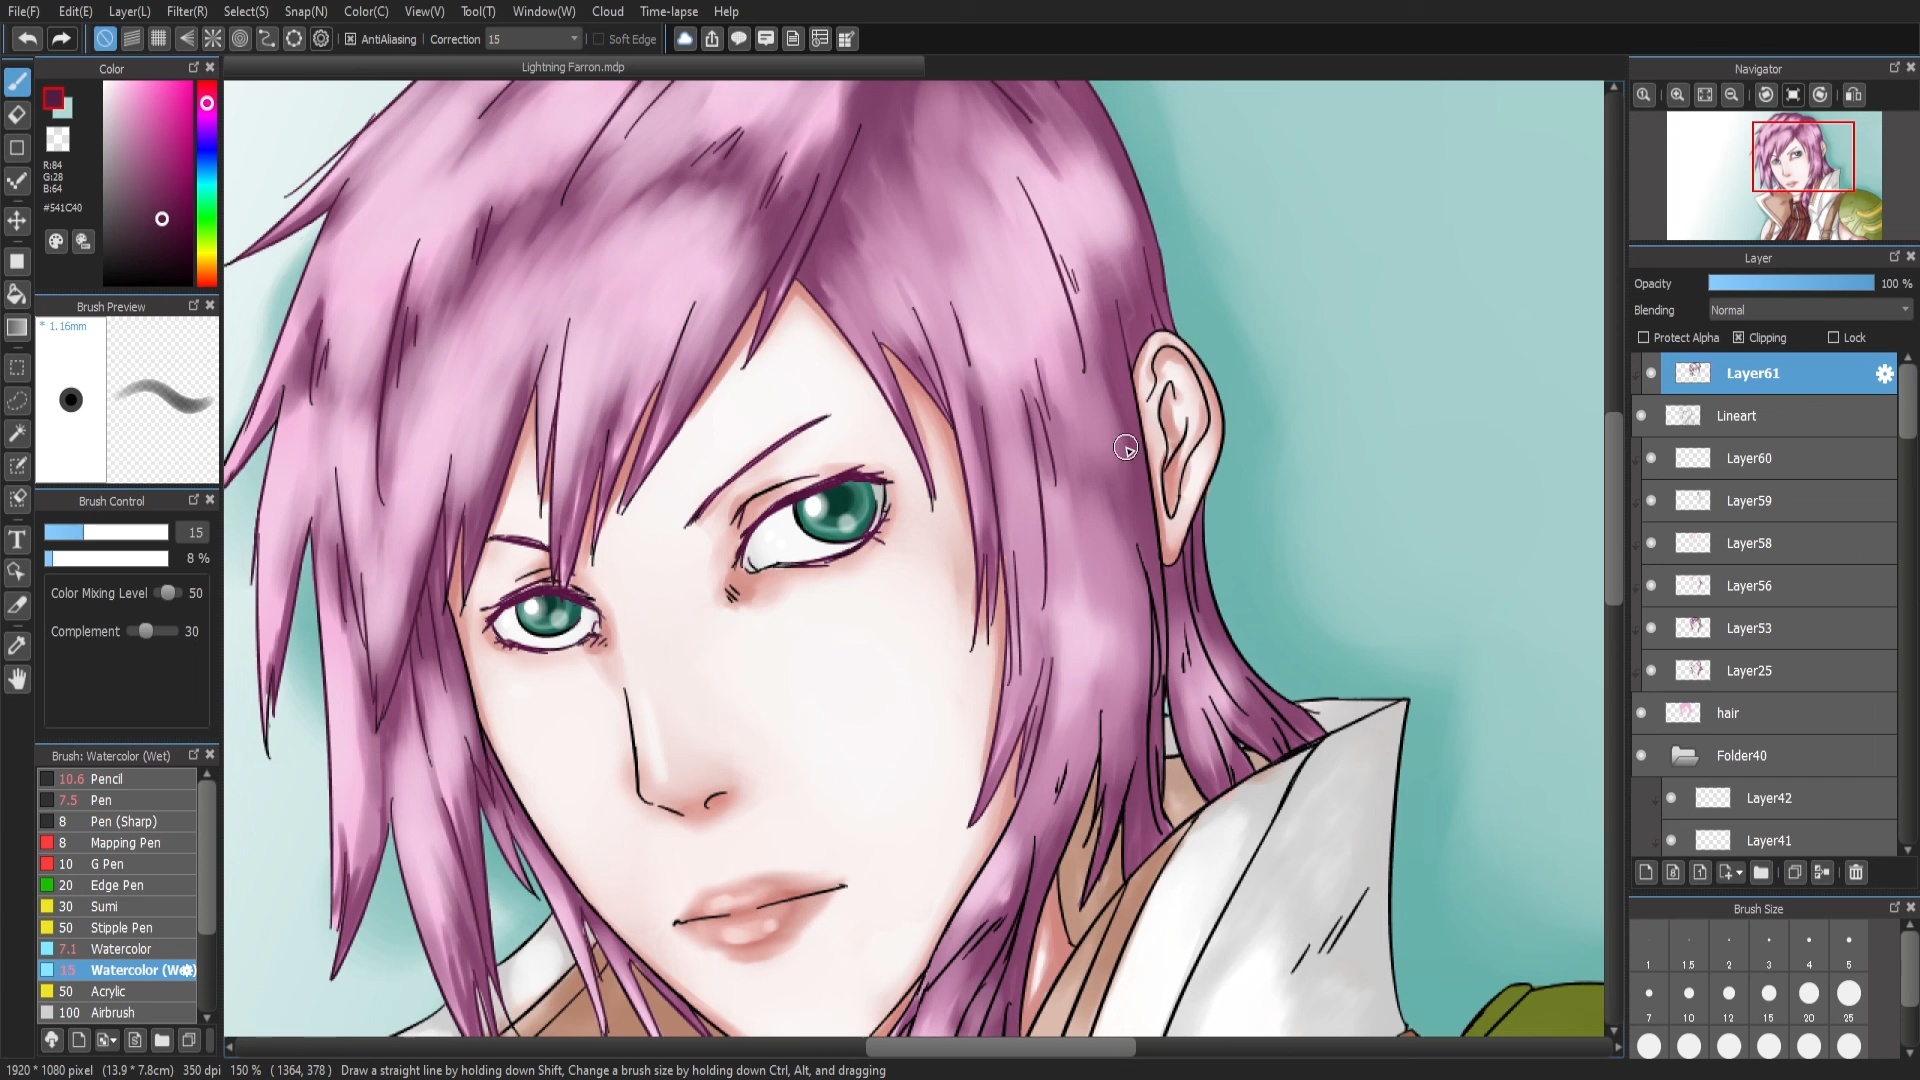 File(F) Edit(E) Layer(L) Filter(R) Select(S) Snap(N) Color(C) View(V) Tool(T) Window(W) Cloud Time-lapse Help
AntiAliasing Correction 15 Soft Edge
Color
Lightning Farron.mdp
Navigator
R:84
G:28
B:64
#541C40
Brush Preview
* 1.16mm
Brush Control
15
8 %
Color Mixing Level 50
Complement 30
Brush: Watercolor (Wet)
10.6 Pencil
7.5 Pen
8 Pen (Sharp)
8 Mapping Pen
10 G Pen
20 Edge Pen
30 Sumi
50 Stipple Pen
7.1 Watercolor
15 Watercolor (Wet)
50 Acrylic
100 Airbrush
Layer
Opacity 100 %
Blending Normal
Protect Alpha Clipping Lock
Layer61
Lineart
Layer60
Layer59
Layer58
Layer56
Layer53
Layer25
hair
Folder40
Layer42
Layer41
Brush Size
1 1.5 2 3 4 5
7 10 12 15 20 25
1920 * 1080 pixel (13.9 * 7.8cm) 350 dpi 150 % ( 1364, 378 ) Draw a straight line by holding down Shift, Change a brush size by holding down Ctrl, Alt, and dragging